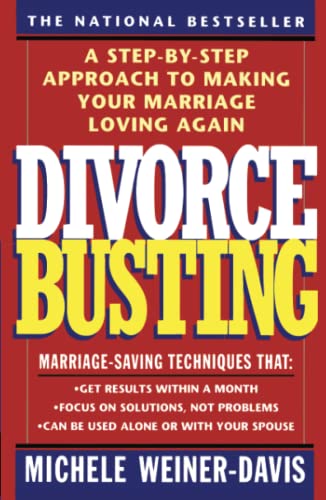 THE NATIONAL BESTSELLER
A STEP-BY-STEP
APPROACH TO MAKING
YOUR MARRIAGE
LOVING AGAIN
DIVORCE
BUSTING
MARRIAGE-SAVING TECHNIQUES THAT:
•GET RESULTS WITHIN A MONTH
•FOCUS ON SOLUTIONS, NOT PROBLEMS
•CAN BE USED ALONE OR WITH YOUR SPOUSE
MICHELE WEINER-DAVIS